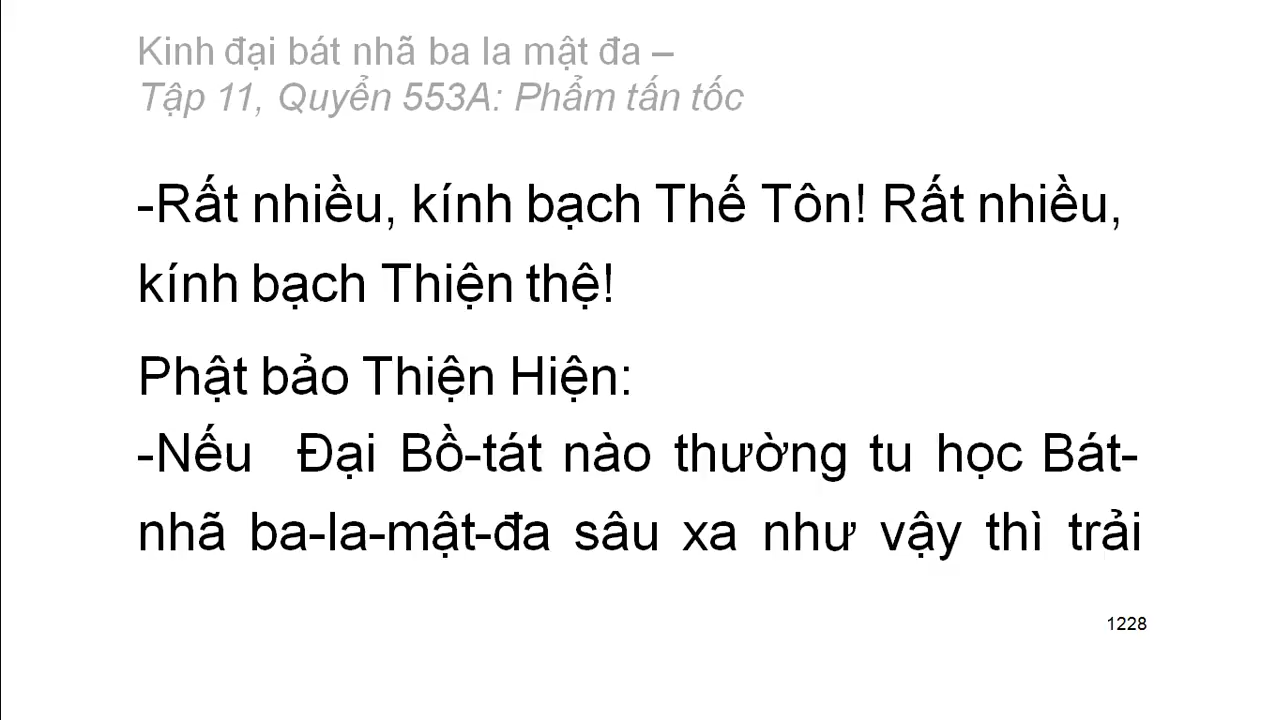 Kinh đại bát nhã ba la mật đa –
Tập 11, Quyển 553A: Phẩm tấn tốc
-Rất nhiều, kính bạch Thế Tôn! Rất nhiều,
kính bạch Thiện thệ!
Phật bảo Thiện Hiện:
-Nếu Đại Bồ-tát nào thường tu học Bát-
nhã ba-la-mật-đa sâu xa như vậy thì trải
1228